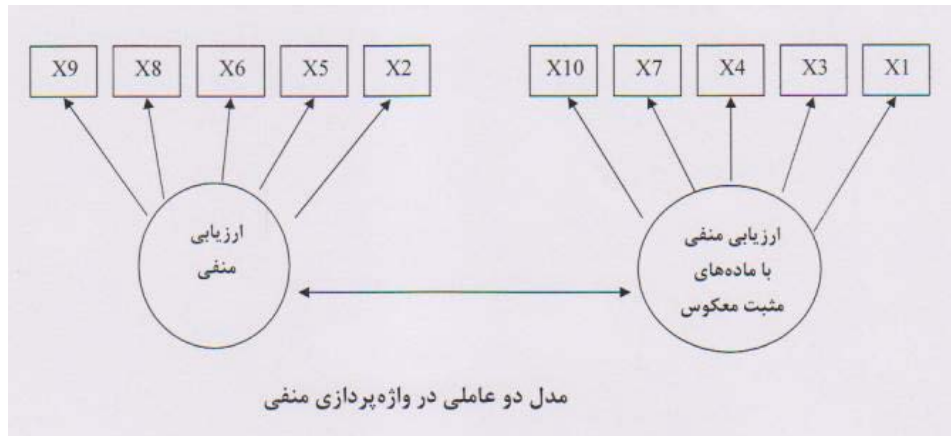 X9 X8 X6 X5 X2 X10 X7 X4 X3 X1
ارزیابی
منفی
ارزیابی منفی
با ماده‌های
مثبت معکوس
مدل دو عاملی در واژه‌پردازی منفی